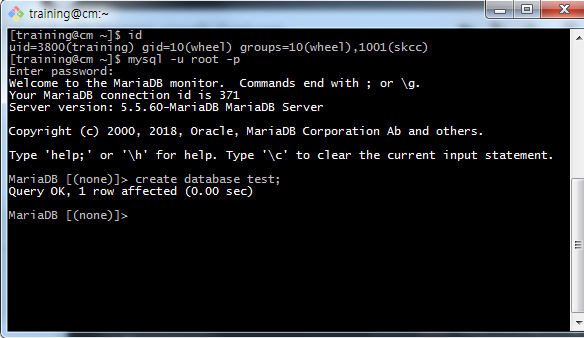 training@cm:~
[training@cm ~]$ id
uid=3800(training) gid=10(wheel) groups=10(wheel),1001(skcc)
[training@cm ~]$ mysql -u root -p
Enter password:
Welcome to the MariaDB monitor.  Commands end with ; or \g.
Your MariaDB connection id is 371
Server version: 5.5.60-MariaDB MariaDB Server

Copyright (c) 2000, 2018, Oracle, MariaDB Corporation Ab and others.

Type 'help;' or '\h' for help. Type '\c' to clear the current input statement.

MariaDB [(none)]> create database test;
Query OK, 1 row affected (0.00 sec)

MariaDB [(none)]>